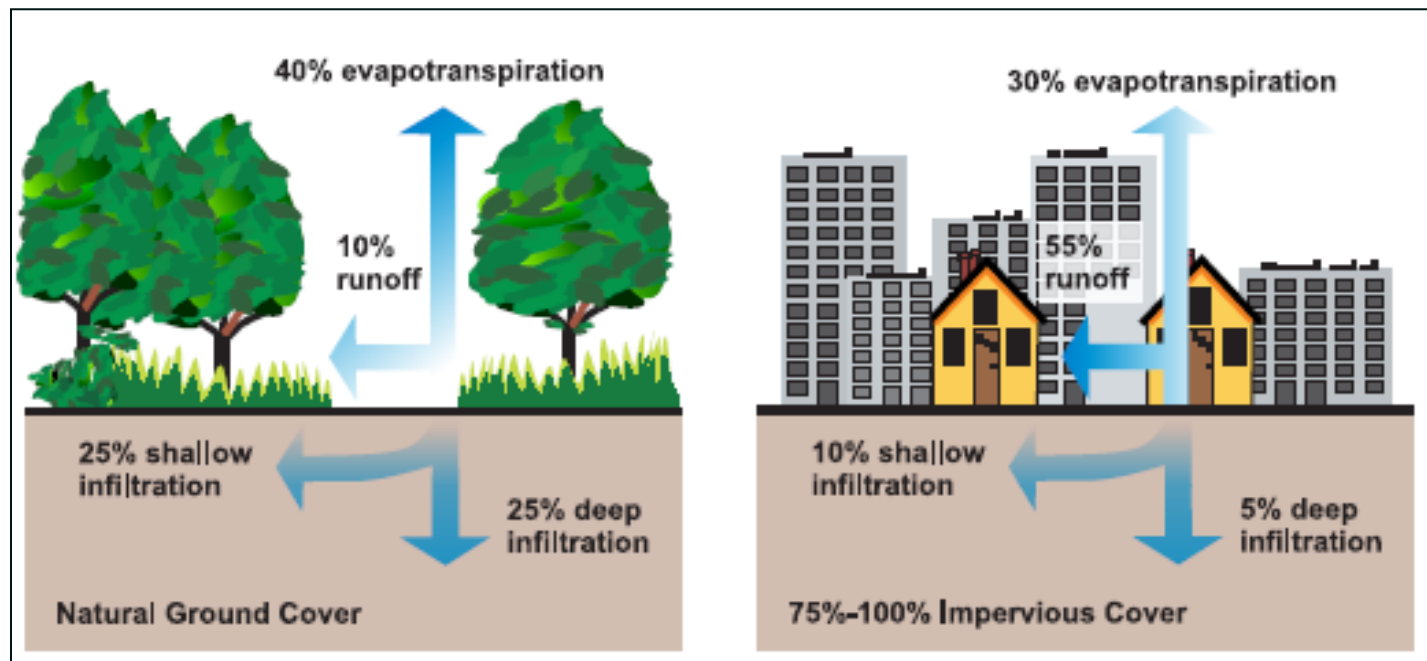 40% evapotranspiration
10%
runoff
25% shallow
infiltration
25% deep
infiltration
Natural Ground Cover
30% evapotranspiration
55%
runoff
10% shallow
infiltration
5% deep
infiltration
75%-100% Impervious Cover